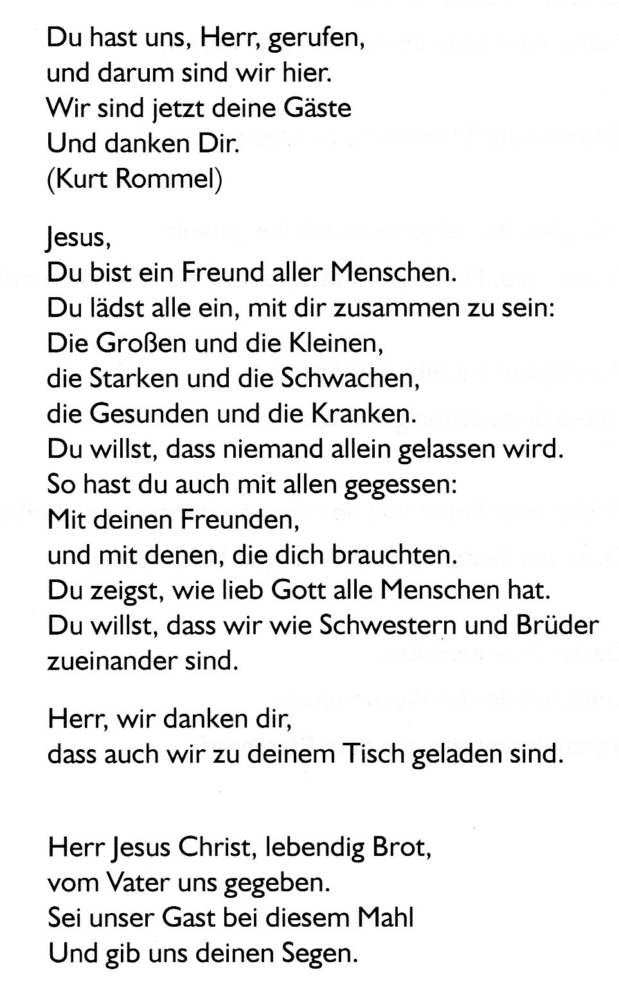 Du hast uns, Herr, gerufen,
und darum sind wir hier.
Wir sind jetzt deine Gäste
Und danken Dir.
(Kurt Rommel)
Jesus,
Du bist ein Freund aller Menschen.
Du lädst alle ein, mit dir zusammen zu sein:
Die Großen und die Kleinen,
die Starken und die Schwachen,
die Gesunden und die Kranken.
Du willst, dass niemand allein gelassen wird.
So hast du auch mit allen gegessen:
Mit deinen Freunden,
und mit denen, die dich brauchten.
Du zeigst, wie lieb Gott alle Menschen hat.
Du willst, dass wir wie Schwestern und Brüder
zueinander sind.
Herr, wir danken dir,
dass auch wir zu deinem Tisch geladen sind.
Herr Jesus Christ, lebendig Brot,
vom Vater uns gegeben.
Sei unser Gast bei diesem Mahl
Und gib uns deinen Segen.